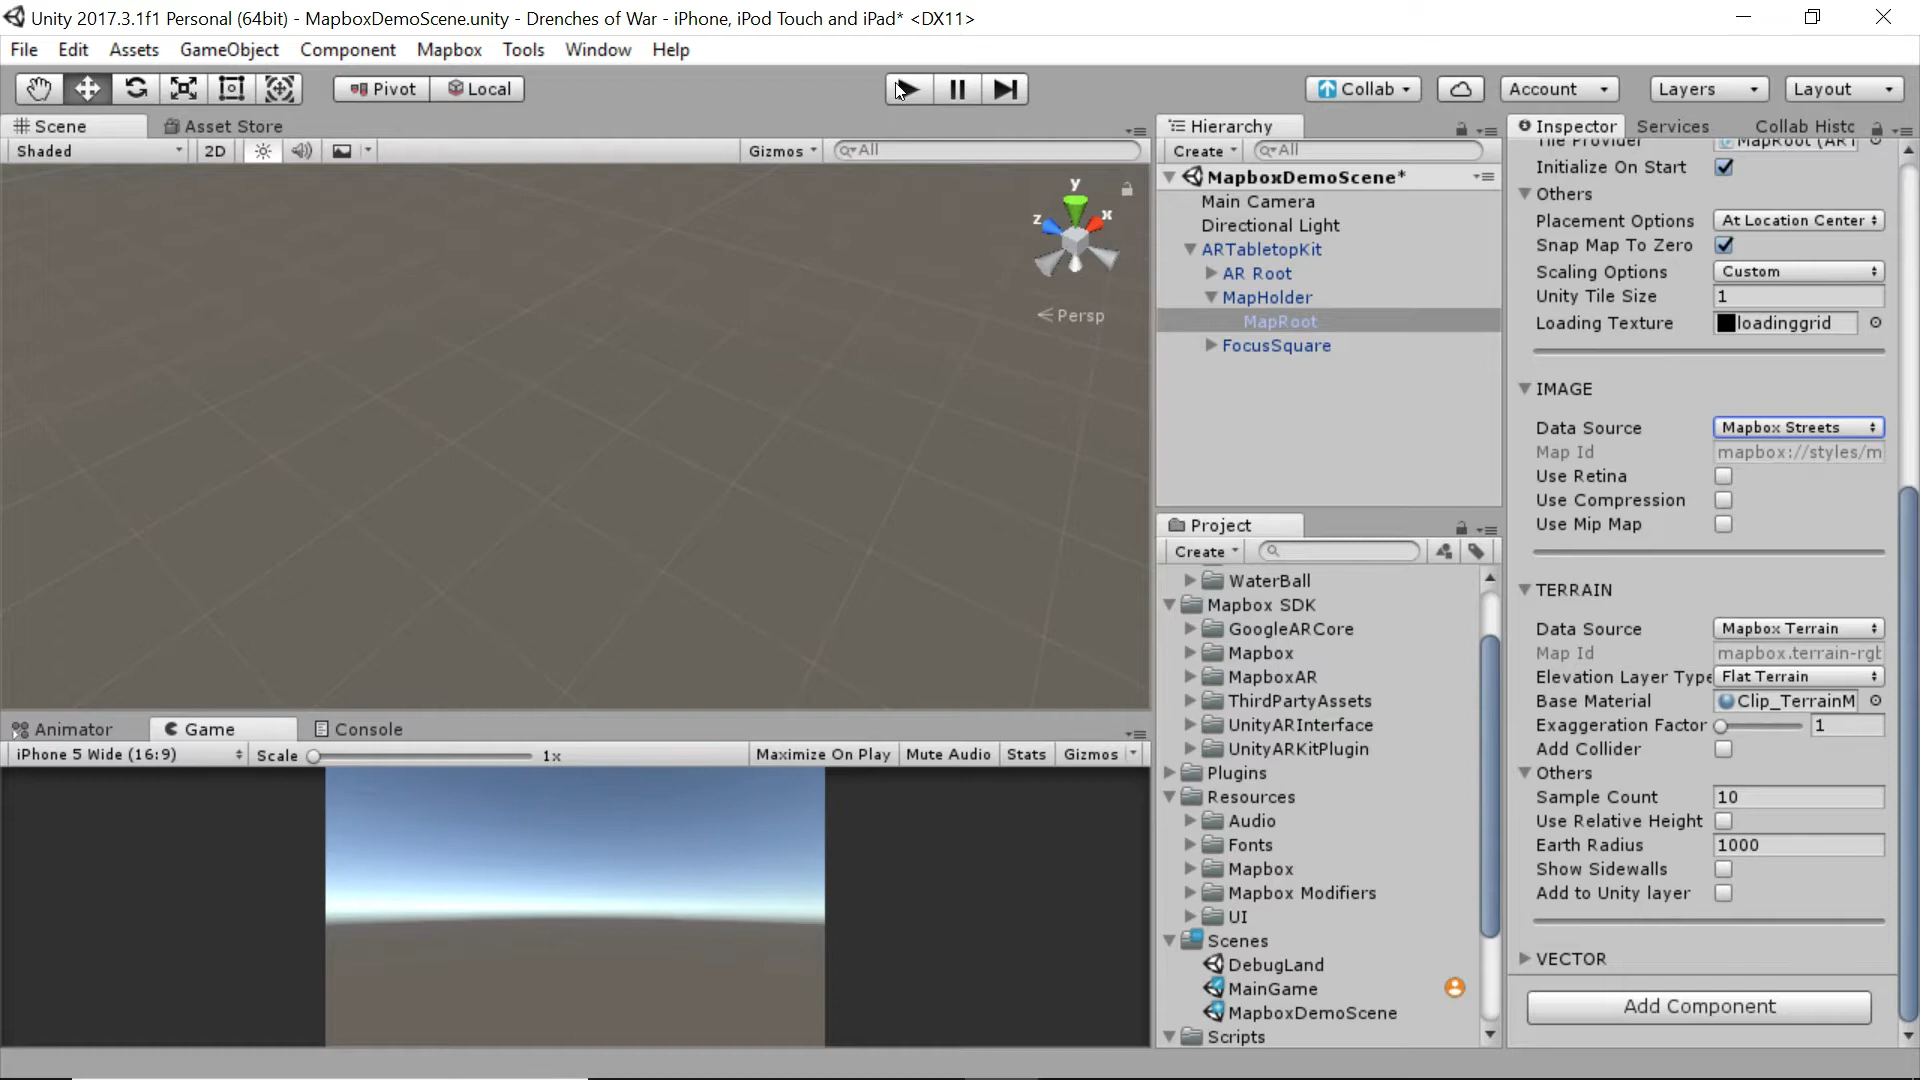 Unity 2017.3.1f1 Personal (64bit) - MapboxDemoScene.unity - Drenches of War - iPhone, iPod Touch and iPad* <DX11>
File Edit Assets GameObject Component Mapbox Tools Window Help
Pivot Local Collab Account Layers Layout
Scene Asset Store
Shaded 2D Gizmos All
y
x
z
Persp
Hierarchy
Create All
MapboxDemoScene*
Main Camera
Directional Light
ARTabletopKit
AR Root
MapHolder
MapRoot
FocusSquare
Project
Create
WaterBall
Mapbox SDK
GoogleARCore
Mapbox
MapboxAR
ThirdPartyAssets
UnityARInterface
UnityARKitPlugin
Plugins
Resources
Audio
Fonts
Mapbox
Mapbox Modifiers
UI
Scenes
DebugLand
MainGame
MapboxDemoScene
Scripts
Inspector Services Collab Histo
Tile Provider MapRoot (ART
Initialize On Start
Others
Placement Options At Location Center
Snap Map To Zero
Scaling Options Custom
Unity Tile Size 1
Loading Texture loadinggrid
IMAGE
Data Source Mapbox Streets
Map Id mapbox://styles/m
Use Retina
Use Compression
Use Mip Map
TERRAIN
Data Source Mapbox Terrain
Map Id mapbox.terrain-rgb
Elevation Layer Type Flat Terrain
Base Material Clip_TerrainM
Exaggeration Factor 1
Add Collider
Others
Sample Count 10
Use Relative Height
Earth Radius 1000
Show Sidewalls
Add to Unity layer
VECTOR
Add Component
Animator Game Console
iPhone 5 Wide (16:9) Scale 1x Maximize On Play Mute Audio Stats Gizmos